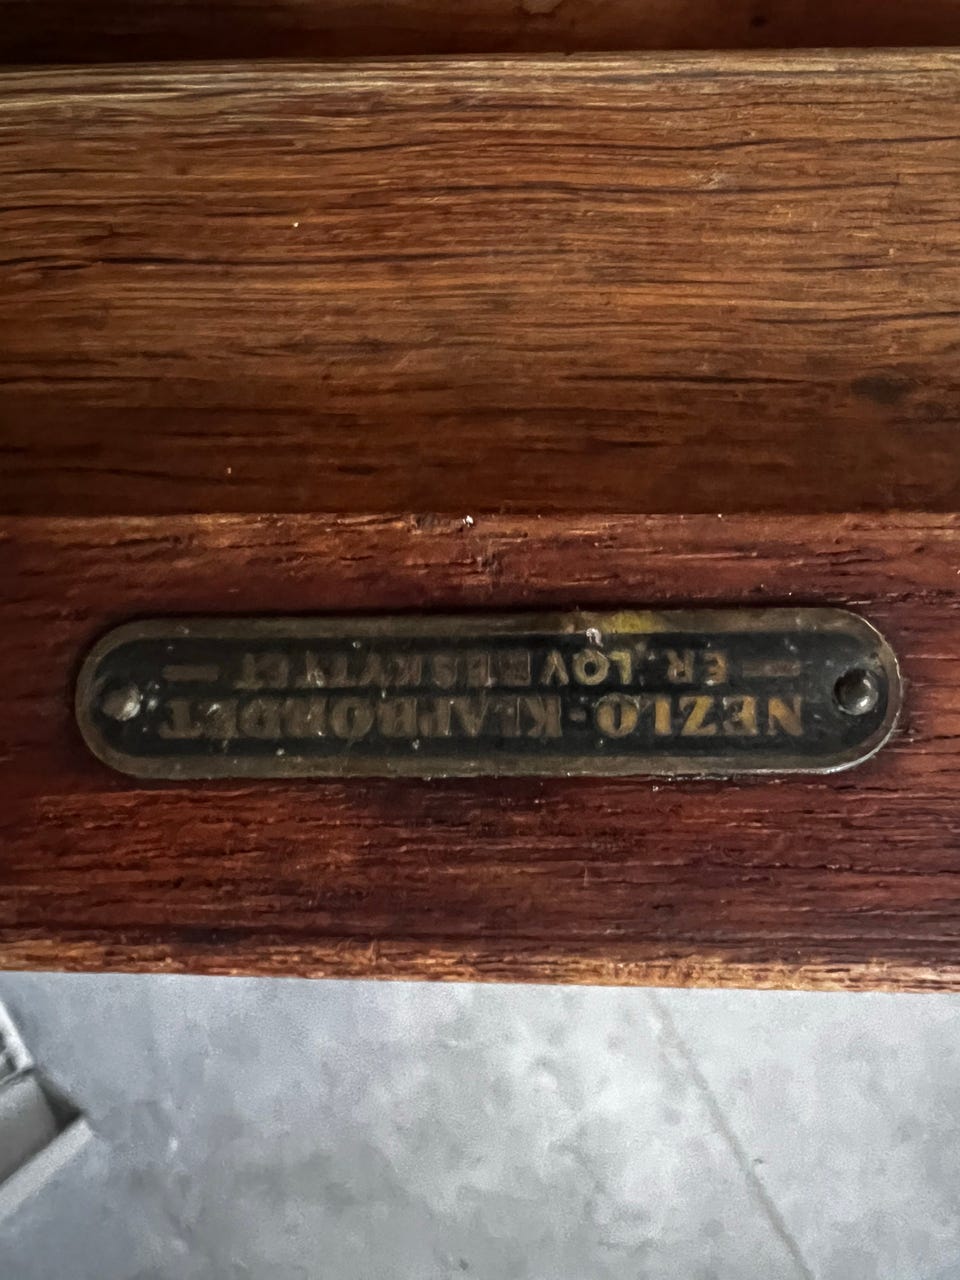 NEZLO-KLAPBORDET
— ER LOVBESKYTTET —